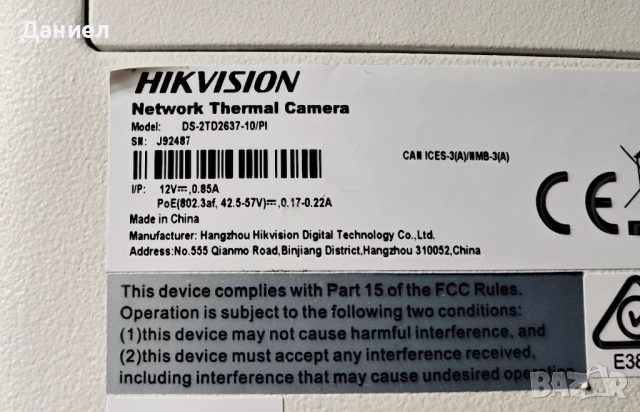 Даниел
HIKVISION
Network Thermal Camera
Model: DS-2TD2637-10/PI
SN: J92487
CAN ICES-3(A)/NMB-3(A)
I/P: 12V⎓,0.85A
PoE(802.3af, 42.5-57V)⎓,0.17-0.22A
Made in China
Manufacturer: Hangzhou Hikvision Digital Technology Co.,Ltd.
Address:No.555 Qianmo Road,Binjiang District,Hangzhou 310052,China
CE
This device complies with Part 15 of the FCC Rules.
Operation is subject to the following two conditions:
(1)this device may not cause harmful interference, and
(2)this device must accept any interference received,
including interference that may cause undesired
E38
BAZAR